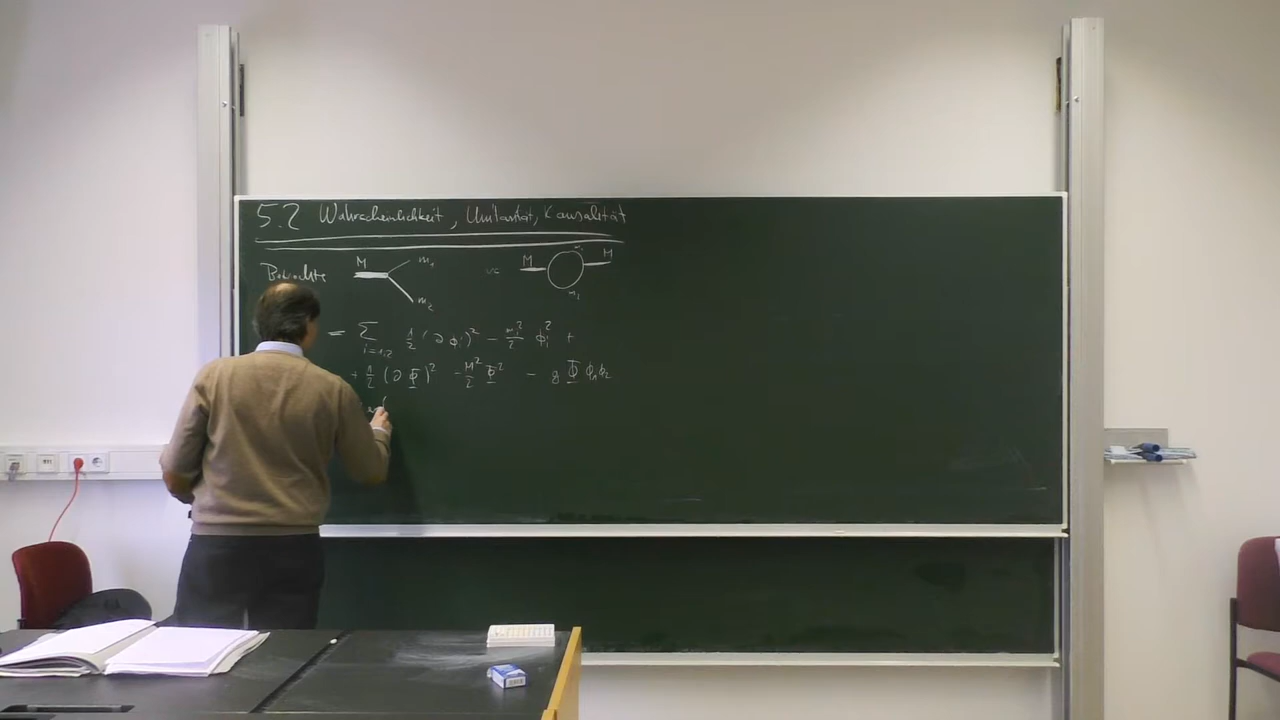 5.2 Wahrscheinlichkeit, Unitarität, Kausalität
Betrachte M m₁ m₂ M M m₁
= Σ_{i=1,2} ½ (∂ϕᵢ)² − mᵢ²/2 ϕᵢ² +
+ ½ (∂Φ)² − M²/2 Φ² − g Φ ϕ₁ϕ₂